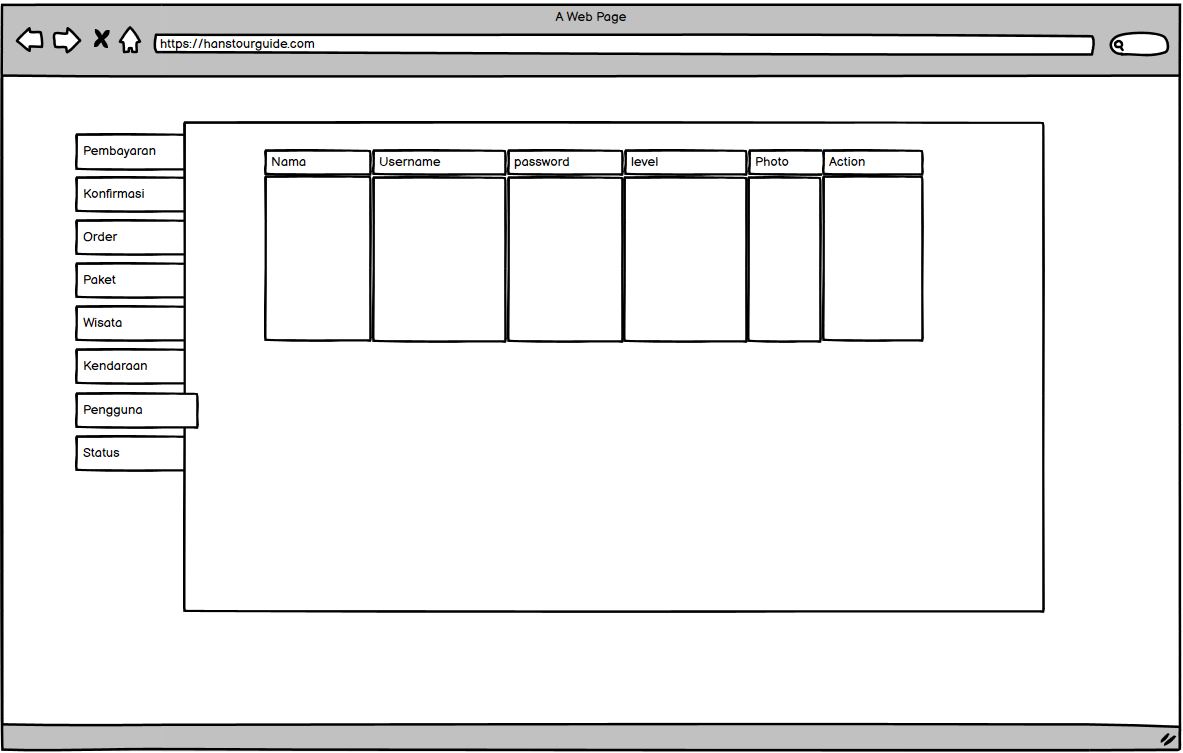 A Web Page
https://hanstourguide.com
Pembayaran
Konfirmasi
Order
Paket
Wisata
Kendaraan
Pengguna
Status
Nama Username password level Photo Action